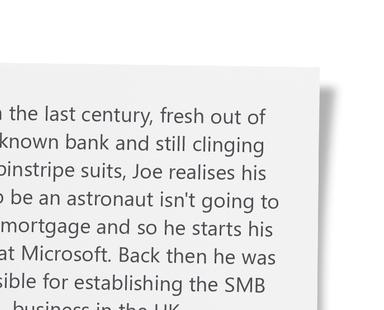 the last century, fresh out of
known bank and still clinging
pinstripe suits, Joe realises his
be an astronaut isn't going to
mortgage and so he starts his
at Microsoft. Back then he was
for establishing the SMB
business in the UK